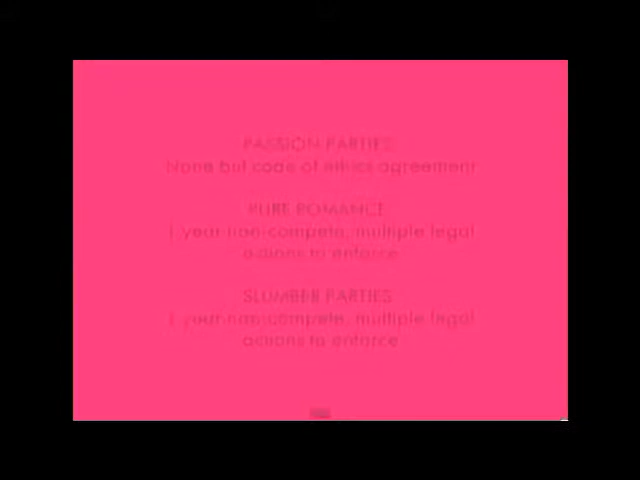 PASSION PARTIES
None but code of ethics agreement
PURE ROMANCE
1 year non-compete, multiple legal
actions to enforce
SLUMBER PARTIES
1 year non-compete, multiple legal
actions to enforce